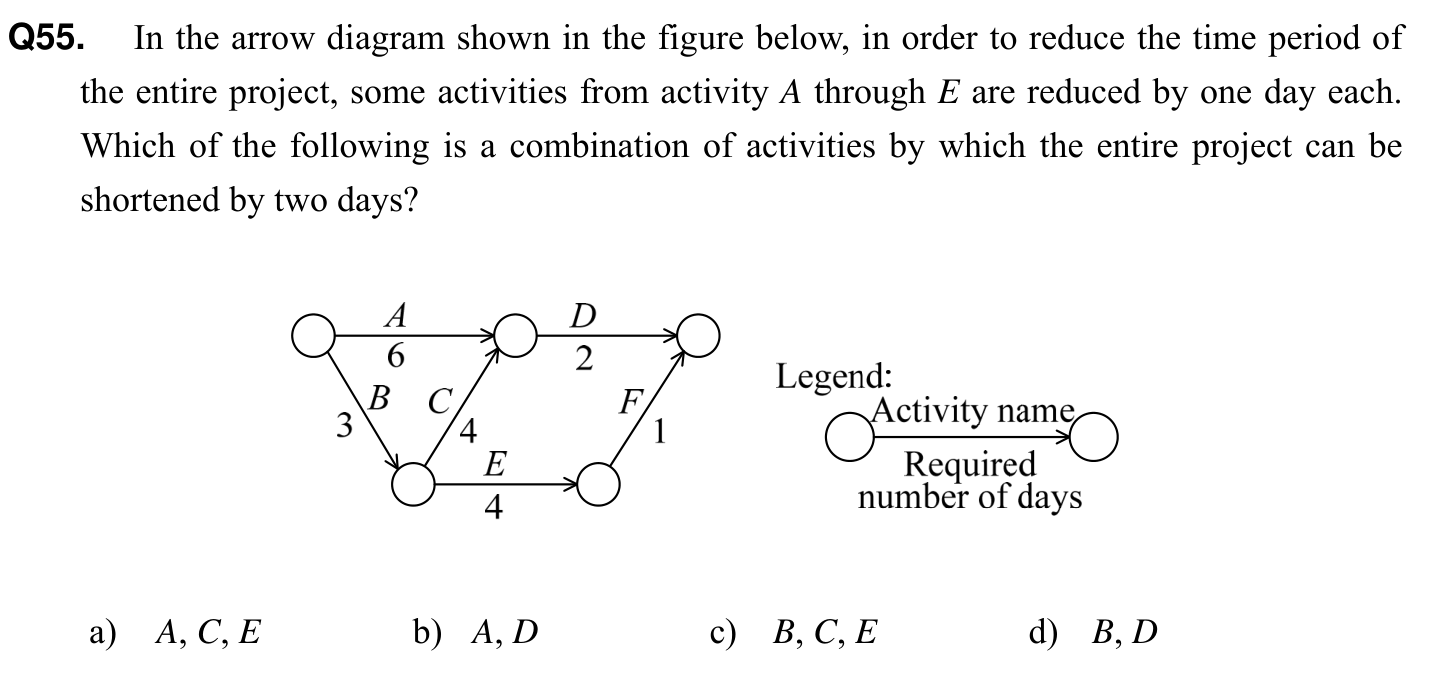 Q55. In the arrow diagram shown in the figure below, in order to reduce the time period of
the entire project, some activities from activity A through E are reduced by one day each.
Which of the following is a combination of activities by which the entire project can be
shortened by two days?
A
D
6
2
Legend:
B
C
F
Activity name
3
4
1
E
Required
4
number of days
a) A, C, E
b) A, D
c) B, C, E
d) B, D